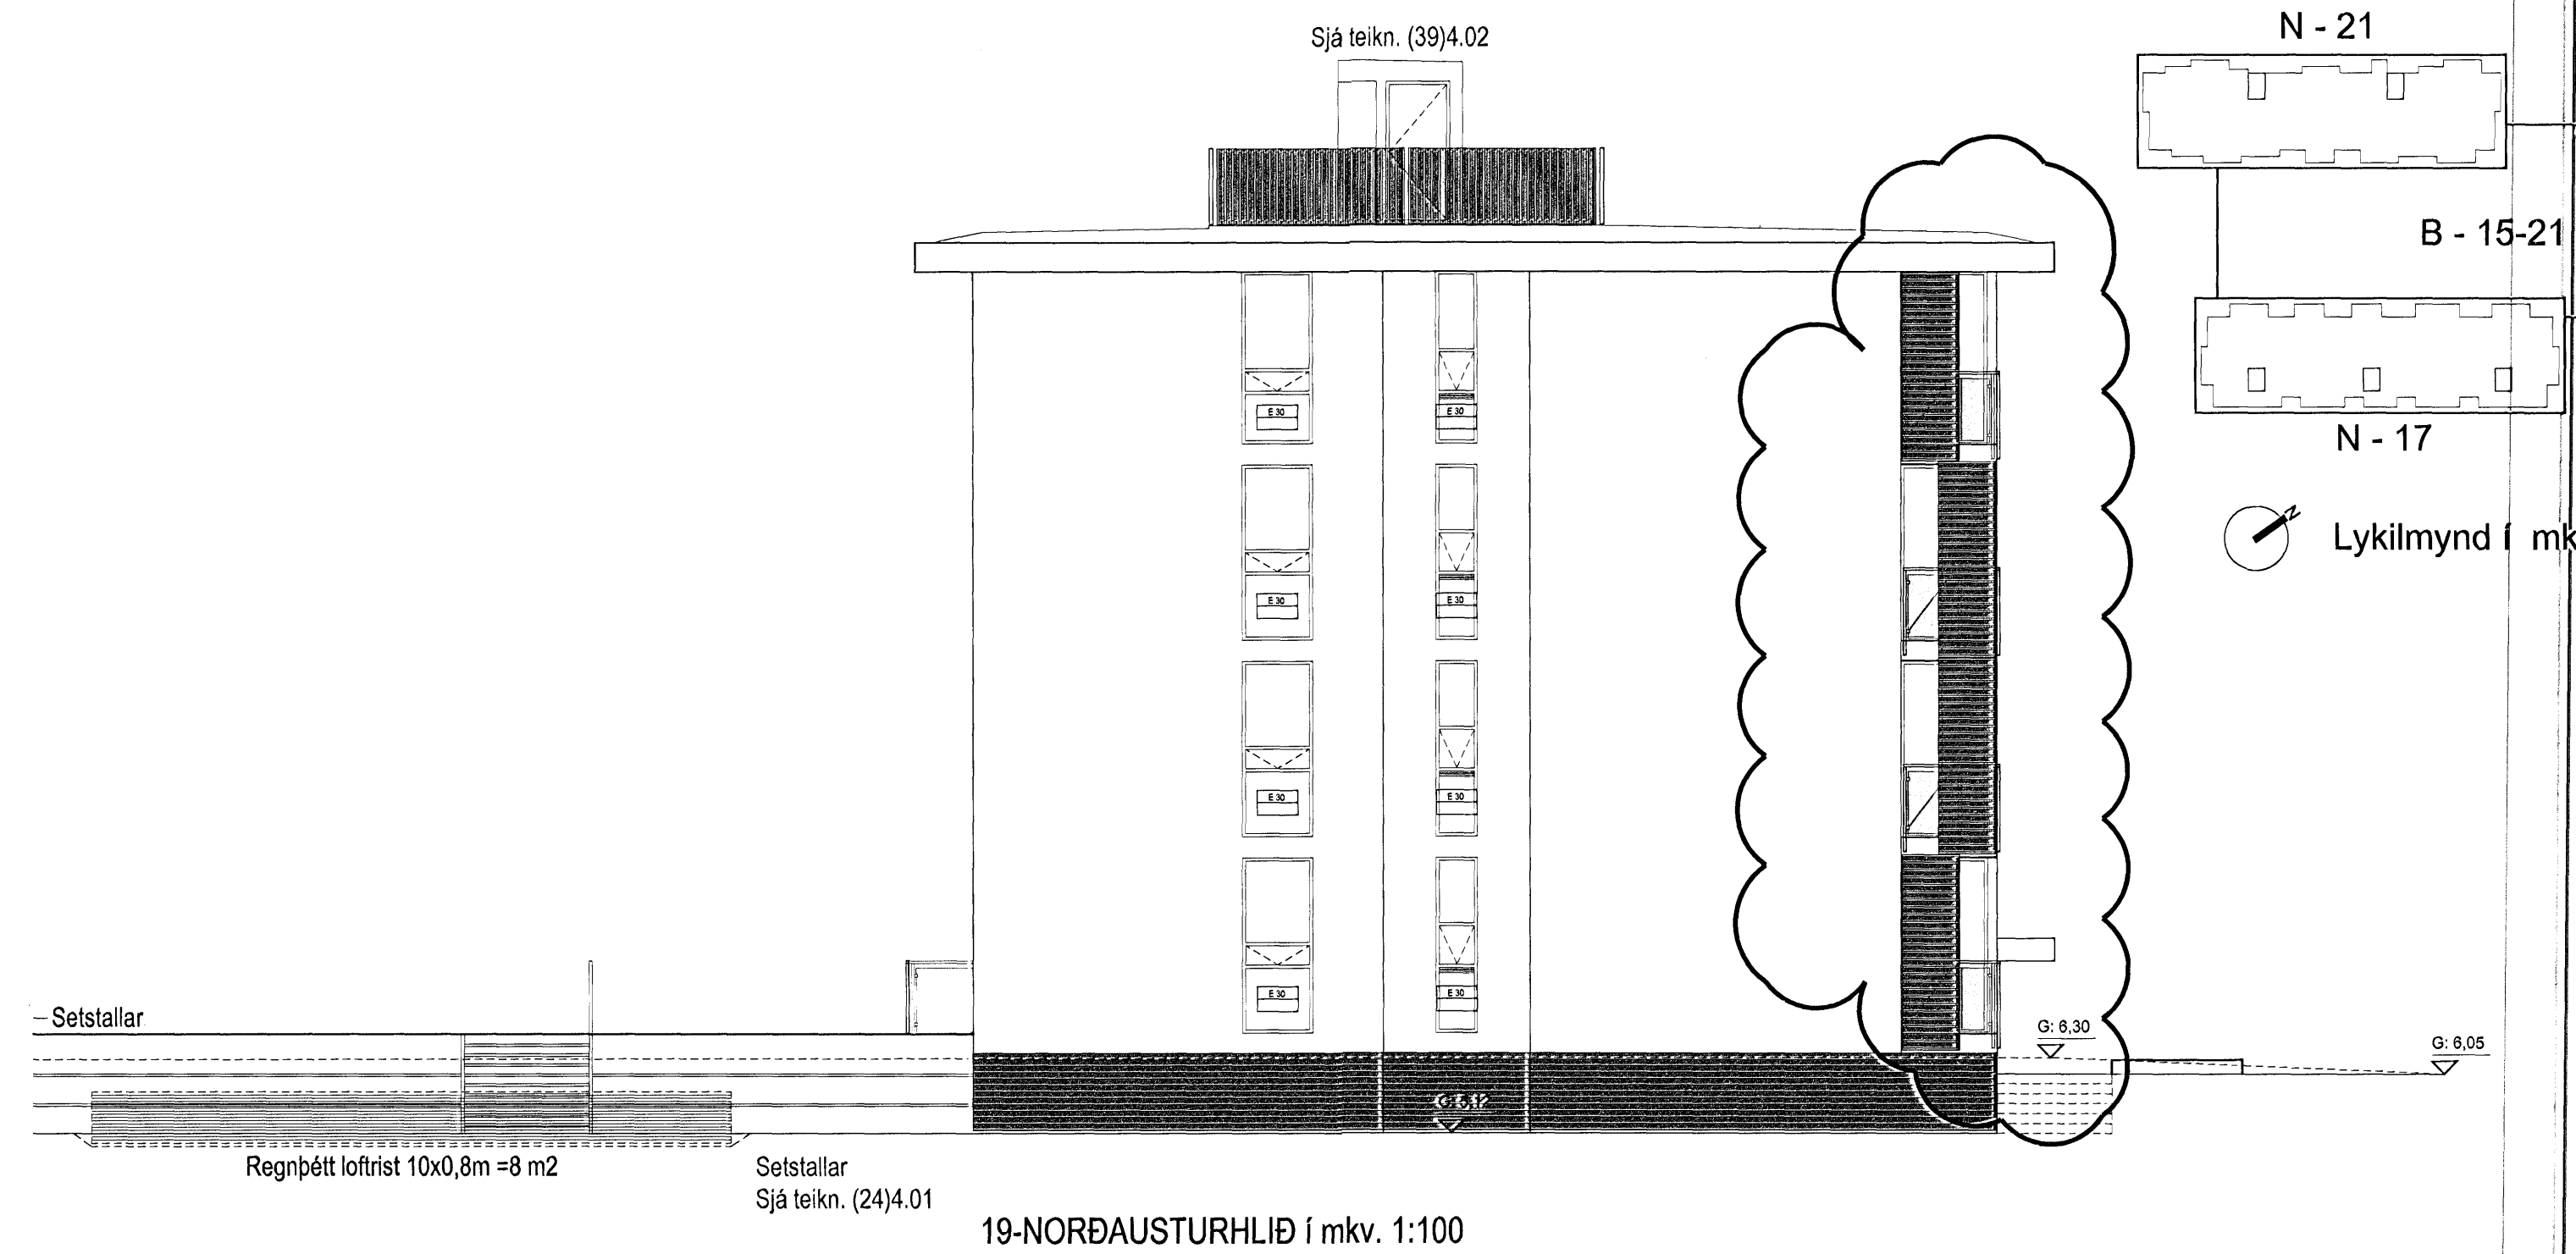 Sjá teikn. (39)4.02
N - 21
B - 15-21
N - 17
N
Lykilmynd í mk
E 30
E 30
E 30
E 30
E 30
E 30
E 30
E 30
Setstallar
G: 6,30
G: 6,05
G: 5,12
Regnþétt loftrist 10x0,8m =8 m2
Setstallar
Sjá teikn. (24)4.01
19-NORÐAUSTURHLIÐ í mkv. 1:100